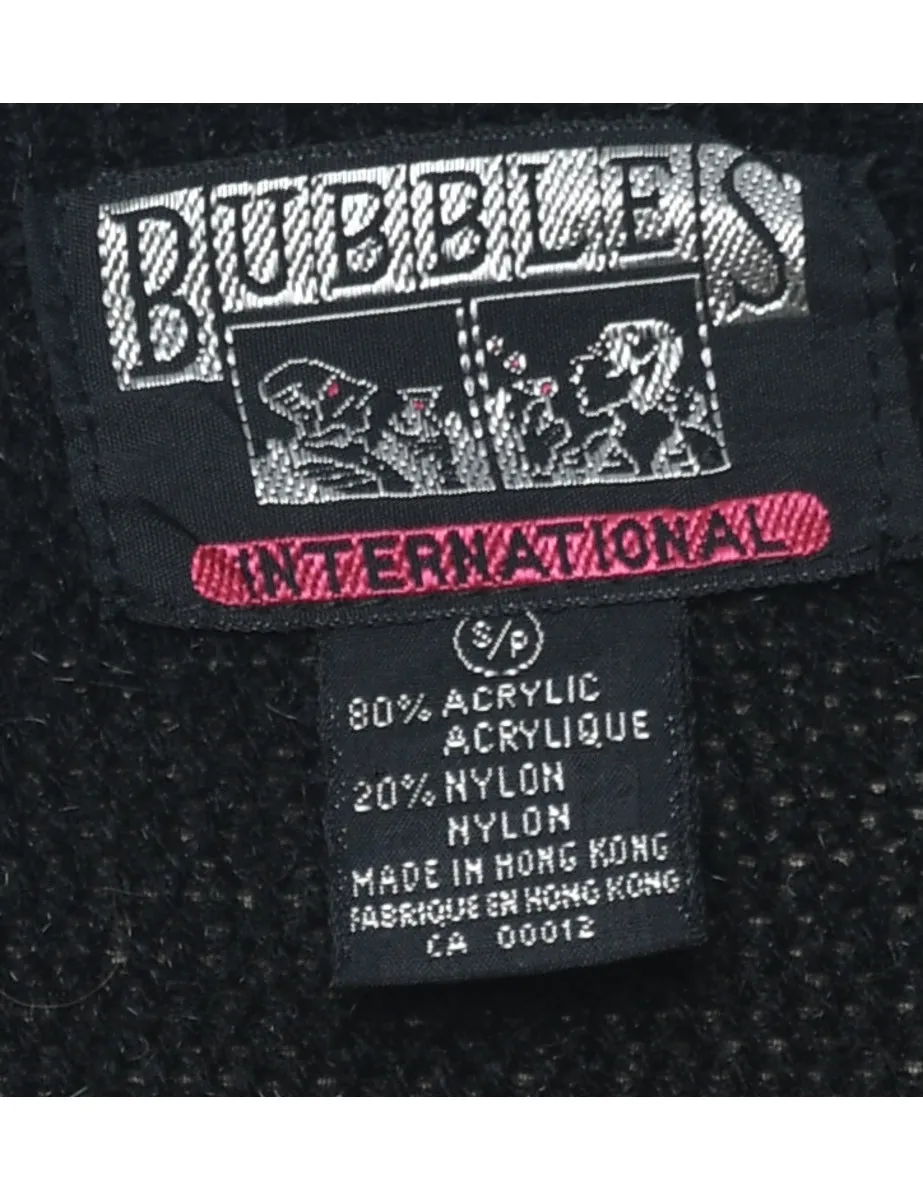 BUBBLES
INTERNATIONAL
S/P
80% ACRYLIC
ACRYLIQUE
20% NYLON
NYLON
MADE IN HONG KONG
FABRIQUE EN HONG KONG
CA 00012